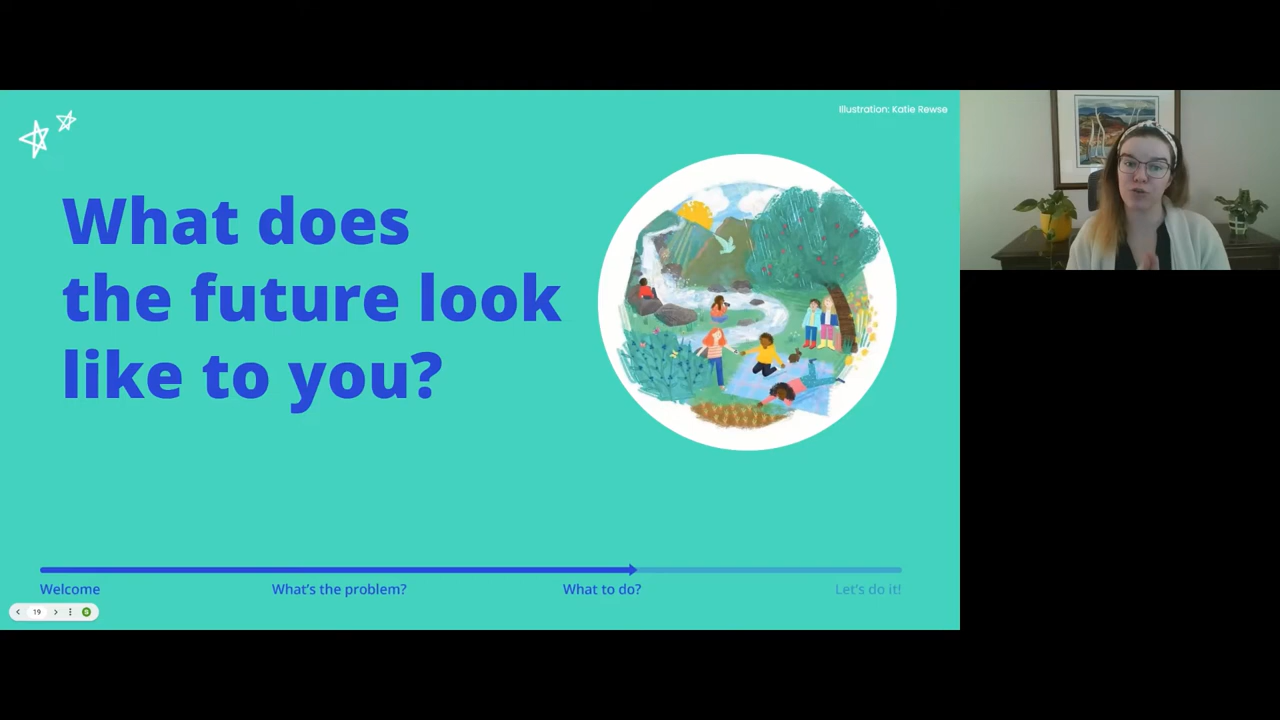 Illustration: Katie Rewse
What does
the future look
like to you?
Welcome
What's the problem?
What to do?
Let's do it!
19